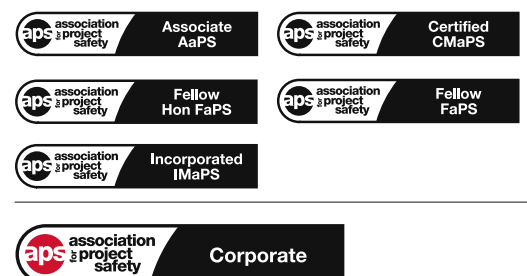 aps association
for project
safety
Associate
AaPS
aps association
for project
safety
Certified
CMaPS
aps association
for project
safety
Fellow
Hon FaPS
aps association
for project
safety
Fellow
FaPS
aps association
for project
safety
Incorporated
IMaPS
aps association
for project
safety
Corporate